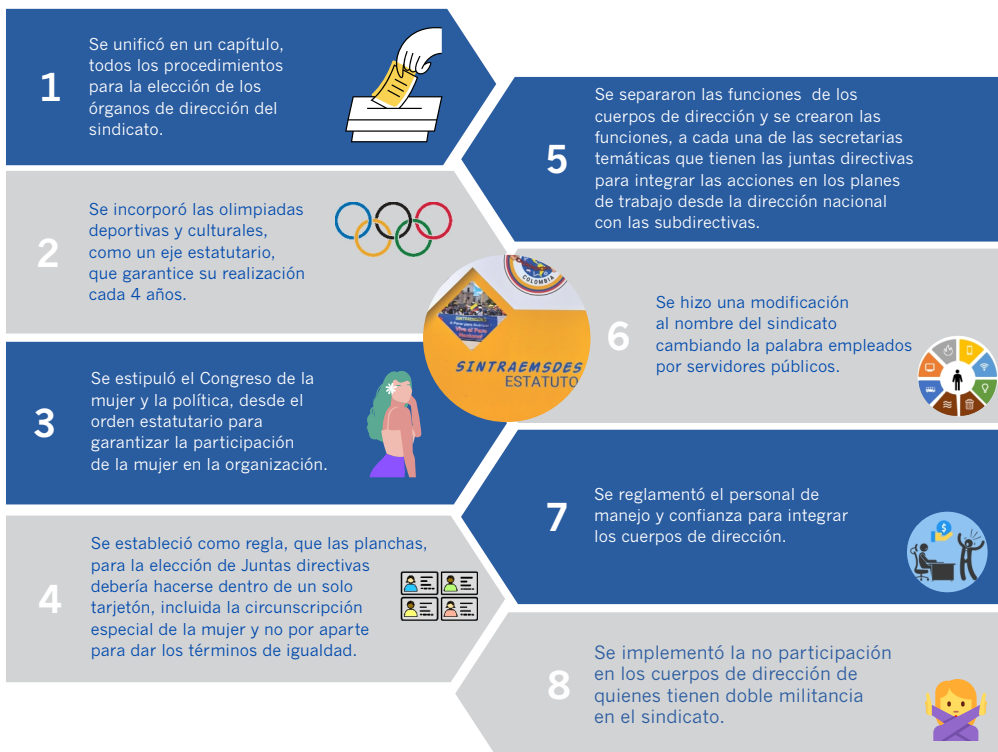 1
Se unificó en un capítulo,
todos los procedimientos
para la elección de los
órganos de dirección del
sindicato.
2
Se incorporó las olimpiadas
deportivas y culturales,
como un eje estatutario,
que garantice su realización
cada 4 años.
3
Se estipuló el Congreso de la
mujer y la política, desde el
orden estatutario para
garantizar la participación
de la mujer en la organización.
4
Se estableció como regla, que las planchas,
para la elección de Juntas directivas
debería hacerse dentro de un solo
tarjetón, incluida la circunscripción
especial de la mujer y no por aparte
para dar los términos de igualdad.
COLOMBIA
SINTRAEMSDES
ESTATUTO
5
Se separaron las funciones de los
cuerpos de dirección y se crearon las
funciones, a cada una de las secretarias
temáticas que tienen las juntas directivas
para integrar las acciones en los planes
de trabajo desde la dirección nacional
con las subdirectivas.
6
Se hizo una modificación
al nombre del sindicato
cambiando la palabra empleados
por servidores públicos.
7
Se reglamentó el personal de
manejo y confianza para integrar
los cuerpos de dirección.
$
8
Se implementó la no participación
en los cuerpos de dirección de
quienes tienen doble militancia
en el sindicato.